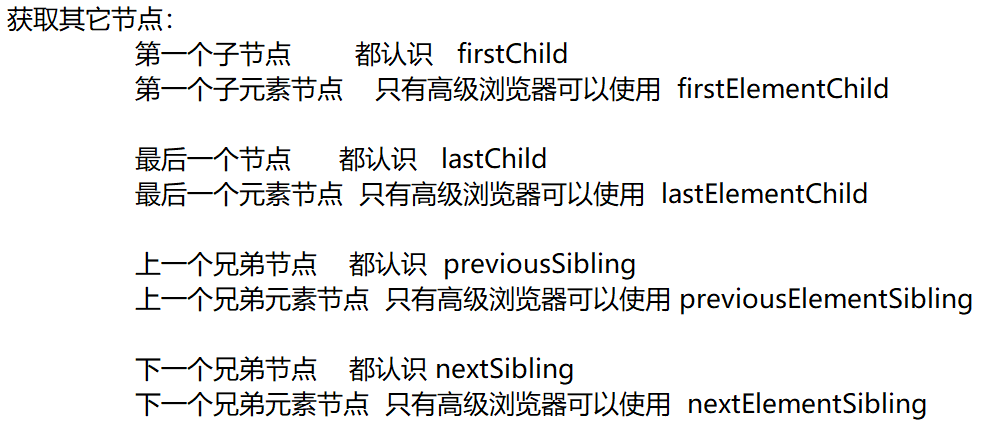 获取其它节点：
第一个子节点 都认识 firstChild
第一个子元素节点 只有高级浏览器可以使用 firstElementChild
最后一个节点 都认识 lastChild
最后一个元素节点 只有高级浏览器可以使用 lastElementChild
上一个兄弟节点 都认识 previousSibling
上一个兄弟元素节点 只有高级浏览器可以使用 previousElementSibling
下一个兄弟节点 都认识 nextSibling
下一个兄弟元素节点 只有高级浏览器可以使用 nextElementSibling